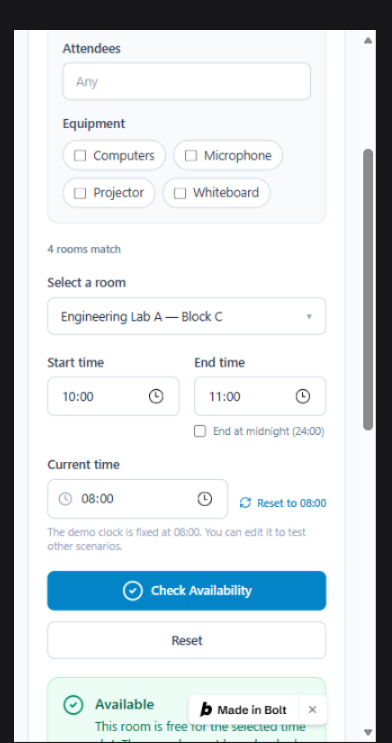 Attendees
Any
Equipment
Computers
Microphone
Projector
Whiteboard
4 rooms match
Select a room
Engineering Lab A — Block C
Start time
End time
10:00
11:00
End at midnight (24:00)
Current time
08:00
Reset to 08:00
The demo clock is fixed at 08:00. You can edit it to test
other scenarios.
Check Availability
Reset
Available
Made in Bolt
This room is free for the selected time